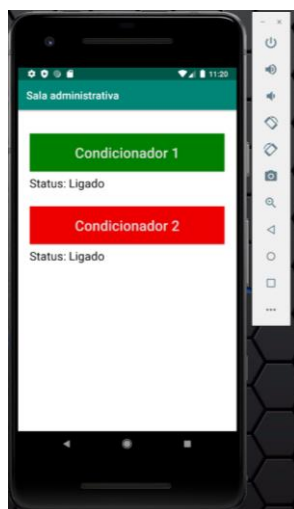 11:20
Sala administrativa
Condicionador 1
Status: Ligado
Condicionador 2
Status: Ligado